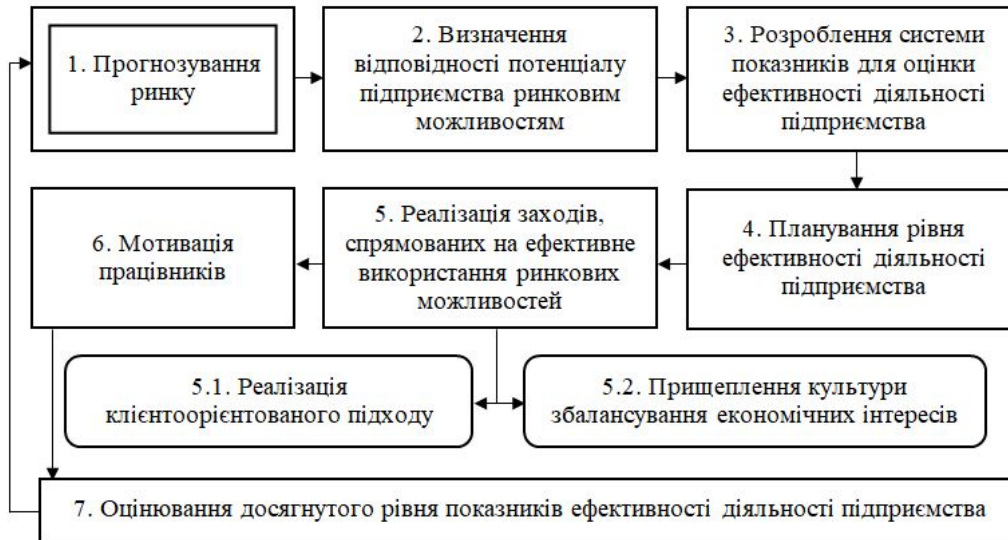 1. Прогнозування
ринку
2. Визначення
відповідності потенціалу
підприємства ринковим
можливостям
3. Розроблення системи
показників для оцінки
ефективності діяльності
підприємства
6. Мотивація
працівників
5. Реалізація заходів,
спрямованих на ефективне
використання ринкових
можливостей
4. Планування рівня
ефективності діяльності
підприємства
5.1. Реалізація
клієнтоорієнтованого підходу
5.2. Прищеплення культури
збалансування економічних інтересів
7. Оцінювання досягнутого рівня показників ефективності діяльності підприємства